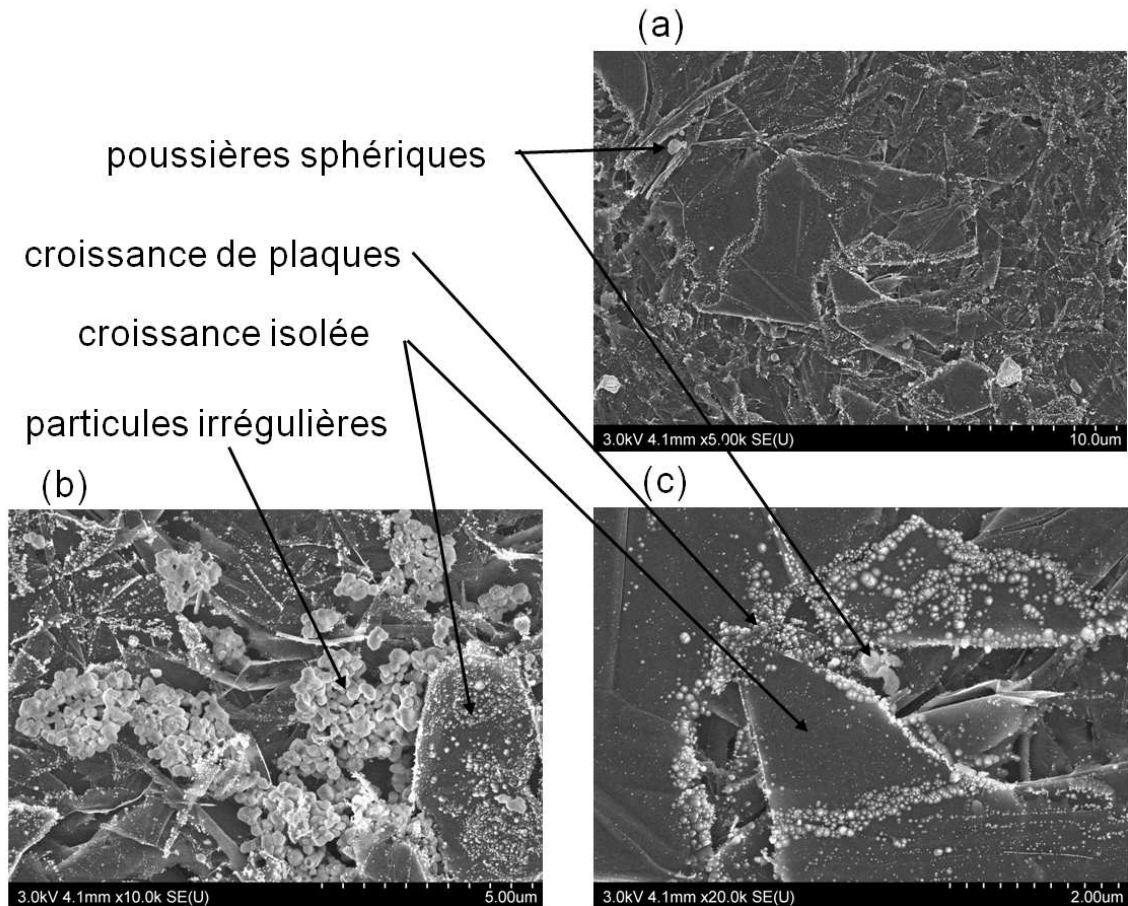 (a)
poussières sphériques
croissance de plaques
croissance isolée
particules irrégulières
3.0kV 4.1mm x5.00k SE(U) 10.0um
(b)
(c)
3.0kV 4.1mm x10.0k SE(U) 5.00um
3.0kV 4.1mm x20.0k SE(U) 2.00um